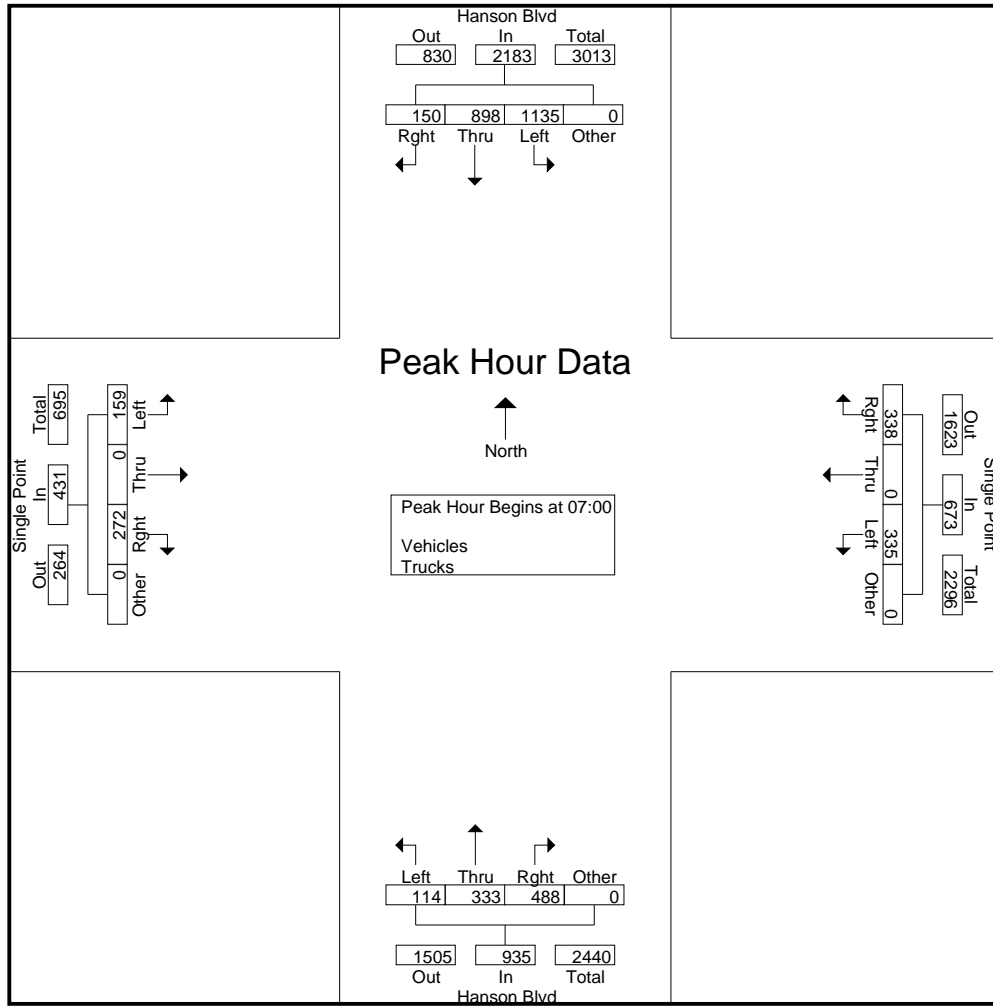 Hanson Blvd
Out In Total
830 2183 3013
150 898 1135 0
Rght Thru Left Other
Peak Hour Data
North
Peak Hour Begins at 07:00
Vehicles
Trucks
Single Point
Total In Out
695 431 264
159 0 272 0
Left Thru Rght Other
Single Point
Out In Total
1623 673 2296
338 0 335 0
Rght Thru Left Other
Left Thru Rght Other
114 333 488 0
1505 935 2440
Out In Total
Hanson Blvd